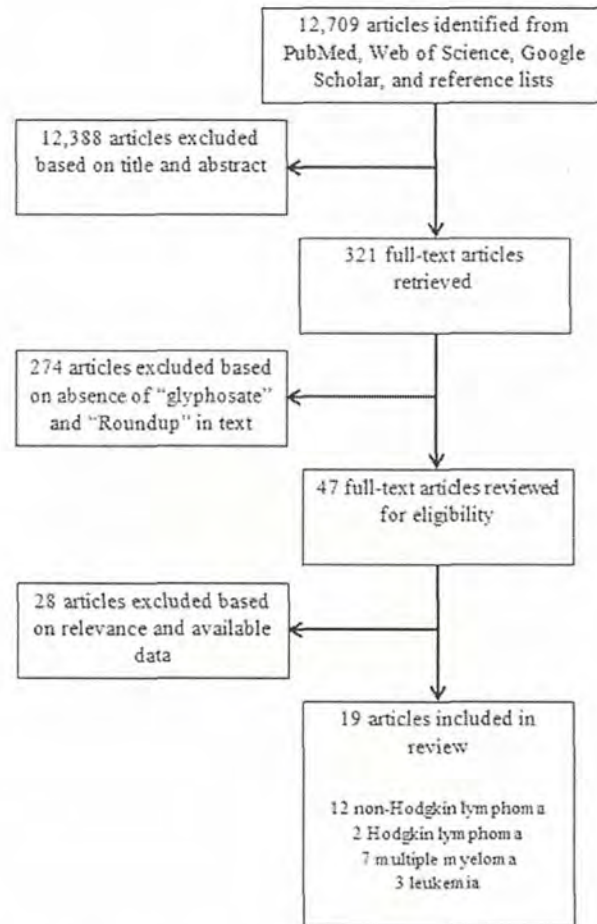 12,709 articles identified from
PubMed, Web of Science, Google
Scholar, and reference lists
12,388 articles excluded
based on title and abstract
321 full-text articles
retrieved
274 articles excluded based
on absence of “glyphosate”
and “Roundup” in text
47 full-text articles reviewed
for eligibility
28 articles excluded based
on relevance and available
data
19 articles included in
review
12 non-Hodgkin lymphoma
2 Hodgkin lymphoma
7 multiple myeloma
3 leukemia